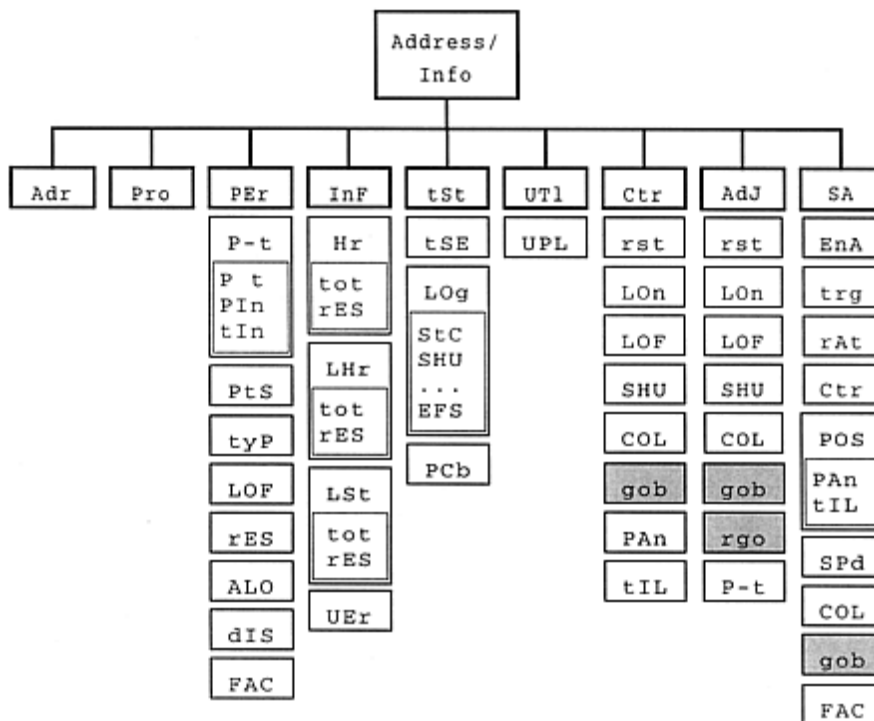 Address/
Info
Adr
Pro
PEr
InF
tSt
UTl
Ctr
AdJ
SA
P-t
P t
PIn
tIn
PtS
tyP
LOF
rES
ALO
dIS
FAC
Hr
tot
rES
LHr
tot
rES
LSt
tot
rES
UEr
tSE
LOg
StC
SHU
...
EFS
PCb
UPL
rst
LOn
LOF
SHU
COL
gob
PAn
tIL
rst
LOn
LOF
SHU
COL
gob
rgo
P-t
EnA
trg
rAt
Ctr
POS
PAn
tIL
SPd
COL
gob
FAC